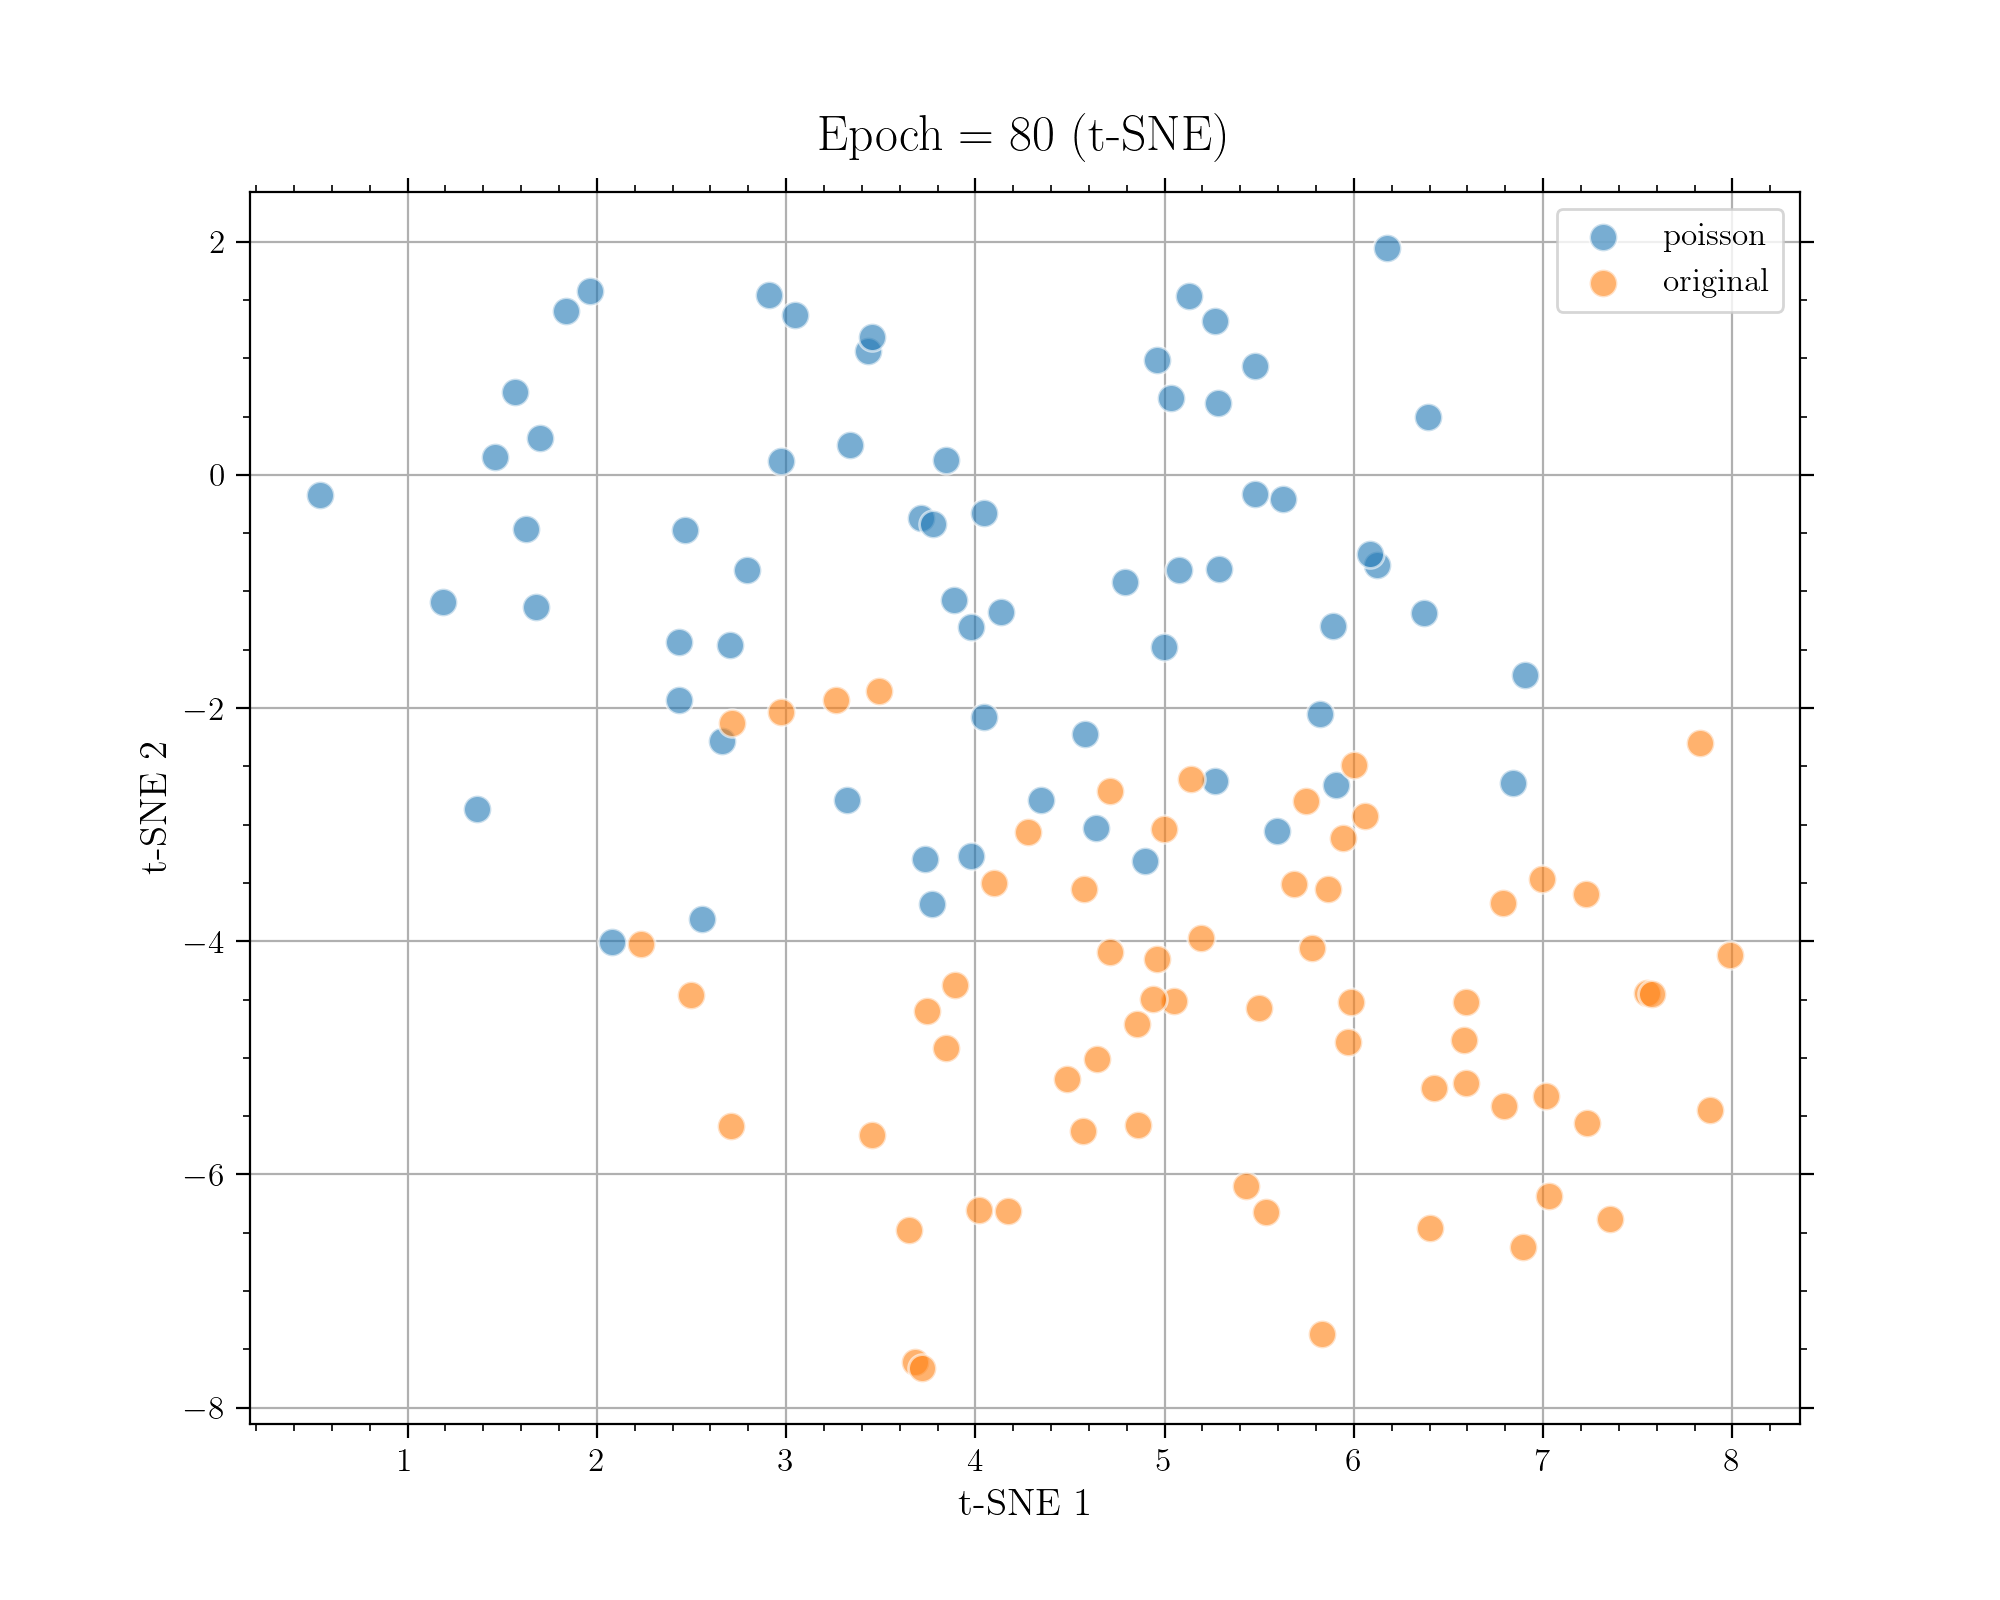 Epoch = 80 (t-SNE)
poisson
original
2
0
−2
−4
−6
−8
t-SNE 2
1 2 3 4 5 6 7 8
t-SNE 1